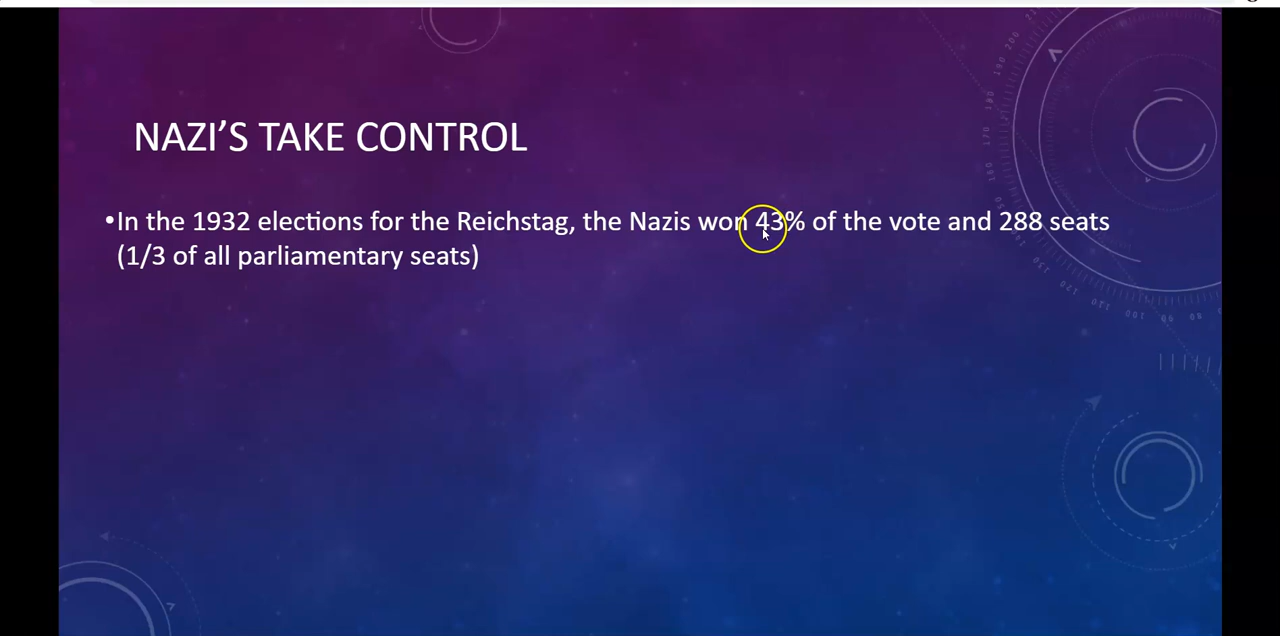 NAZI’S TAKE CONTROL
•In the 1932 elections for the Reichstag, the Nazis won 43% of the vote and 288 seats
(1/3 of all parliamentary seats)